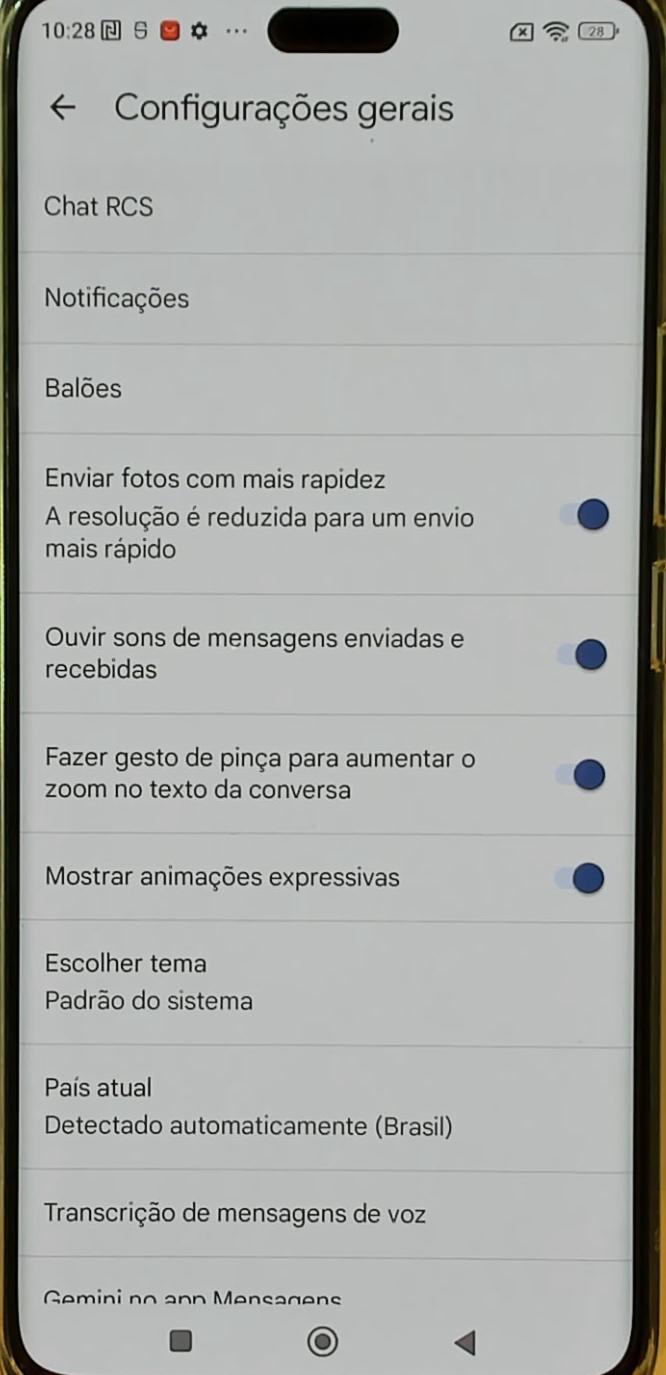 10:28
28
Configurações gerais
Chat RCS
Notificações
Balões
Enviar fotos com mais rapidez
A resolução é reduzida para um envio
mais rápido
Ouvir sons de mensagens enviadas e
recebidas
Fazer gesto de pinça para aumentar o
zoom no texto da conversa
Mostrar animações expressivas
Escolher tema
Padrão do sistema
País atual
Detectado automaticamente (Brasil)
Transcrição de mensagens de voz
Gemini no app Mensagens